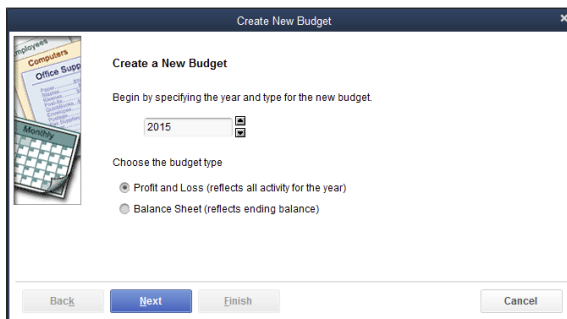 Create New Budget
Employees
Computers
Office Supp
Monthly
Create a New Budget
Begin by specifying the year and type for the new budget.
2015
Choose the budget type
Profit and Loss (reflects all activity for the year)
Balance Sheet (reflects ending balance)
Back
Next
Finish
Cancel